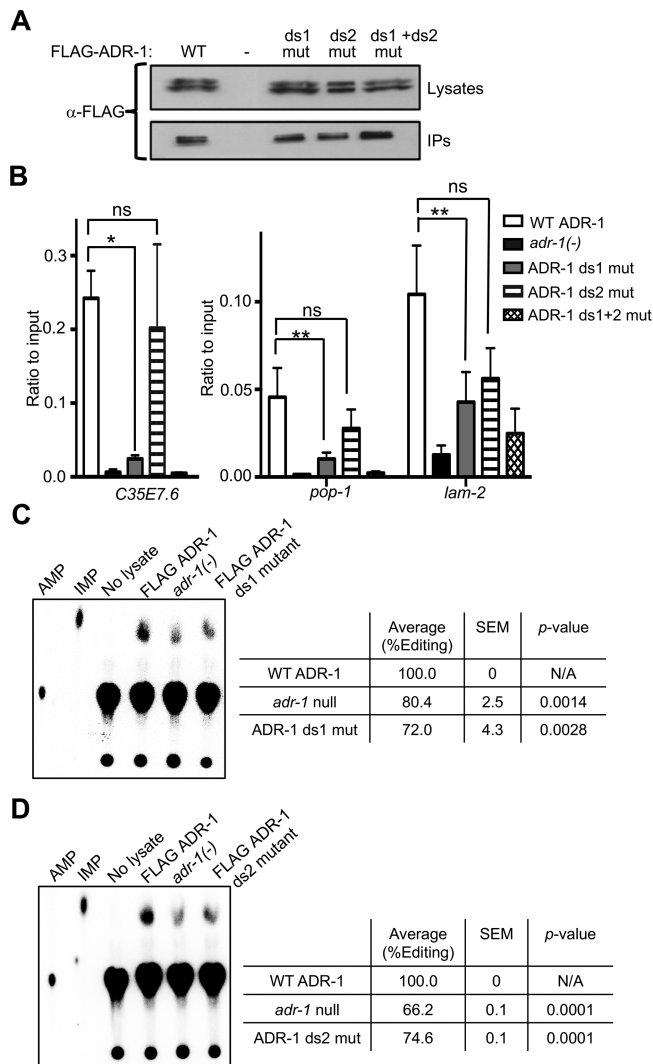 A
FLAG-ADR-1: WT - ds1 mut ds2 mut ds1 +ds2 mut
α-FLAG
Lysates
IPs
B
Ratio to input
0.3
0.2
0.1
0.0
ns
*
C35E7.6
Ratio to input
0.10
0.05
0.00
ns
**
pop-1
ns
**
lam-2
WT ADR-1
adr-1(-)
ADR-1 ds1 mut
ADR-1 ds2 mut
ADR-1 ds1+2 mut
C
AMP
IMP
No lysate
FLAG ADR-1
adr-1(-)
FLAG ADR-1
ds1 mutant
Average (%Editing) SEM p-value
WT ADR-1 100.0 0 N/A
adr-1 null 80.4 2.5 0.0014
ADR-1 ds1 mut 72.0 4.3 0.0028
D
AMP
IMP
No lysate
FLAG ADR-1
adr-1(-)
FLAG ADR-1
ds2 mutant
Average (%Editing) SEM p-value
WT ADR-1 100.0 0 N/A
adr-1 null 66.2 0.1 0.0001
ADR-1 ds2 mut 74.6 0.1 0.0001